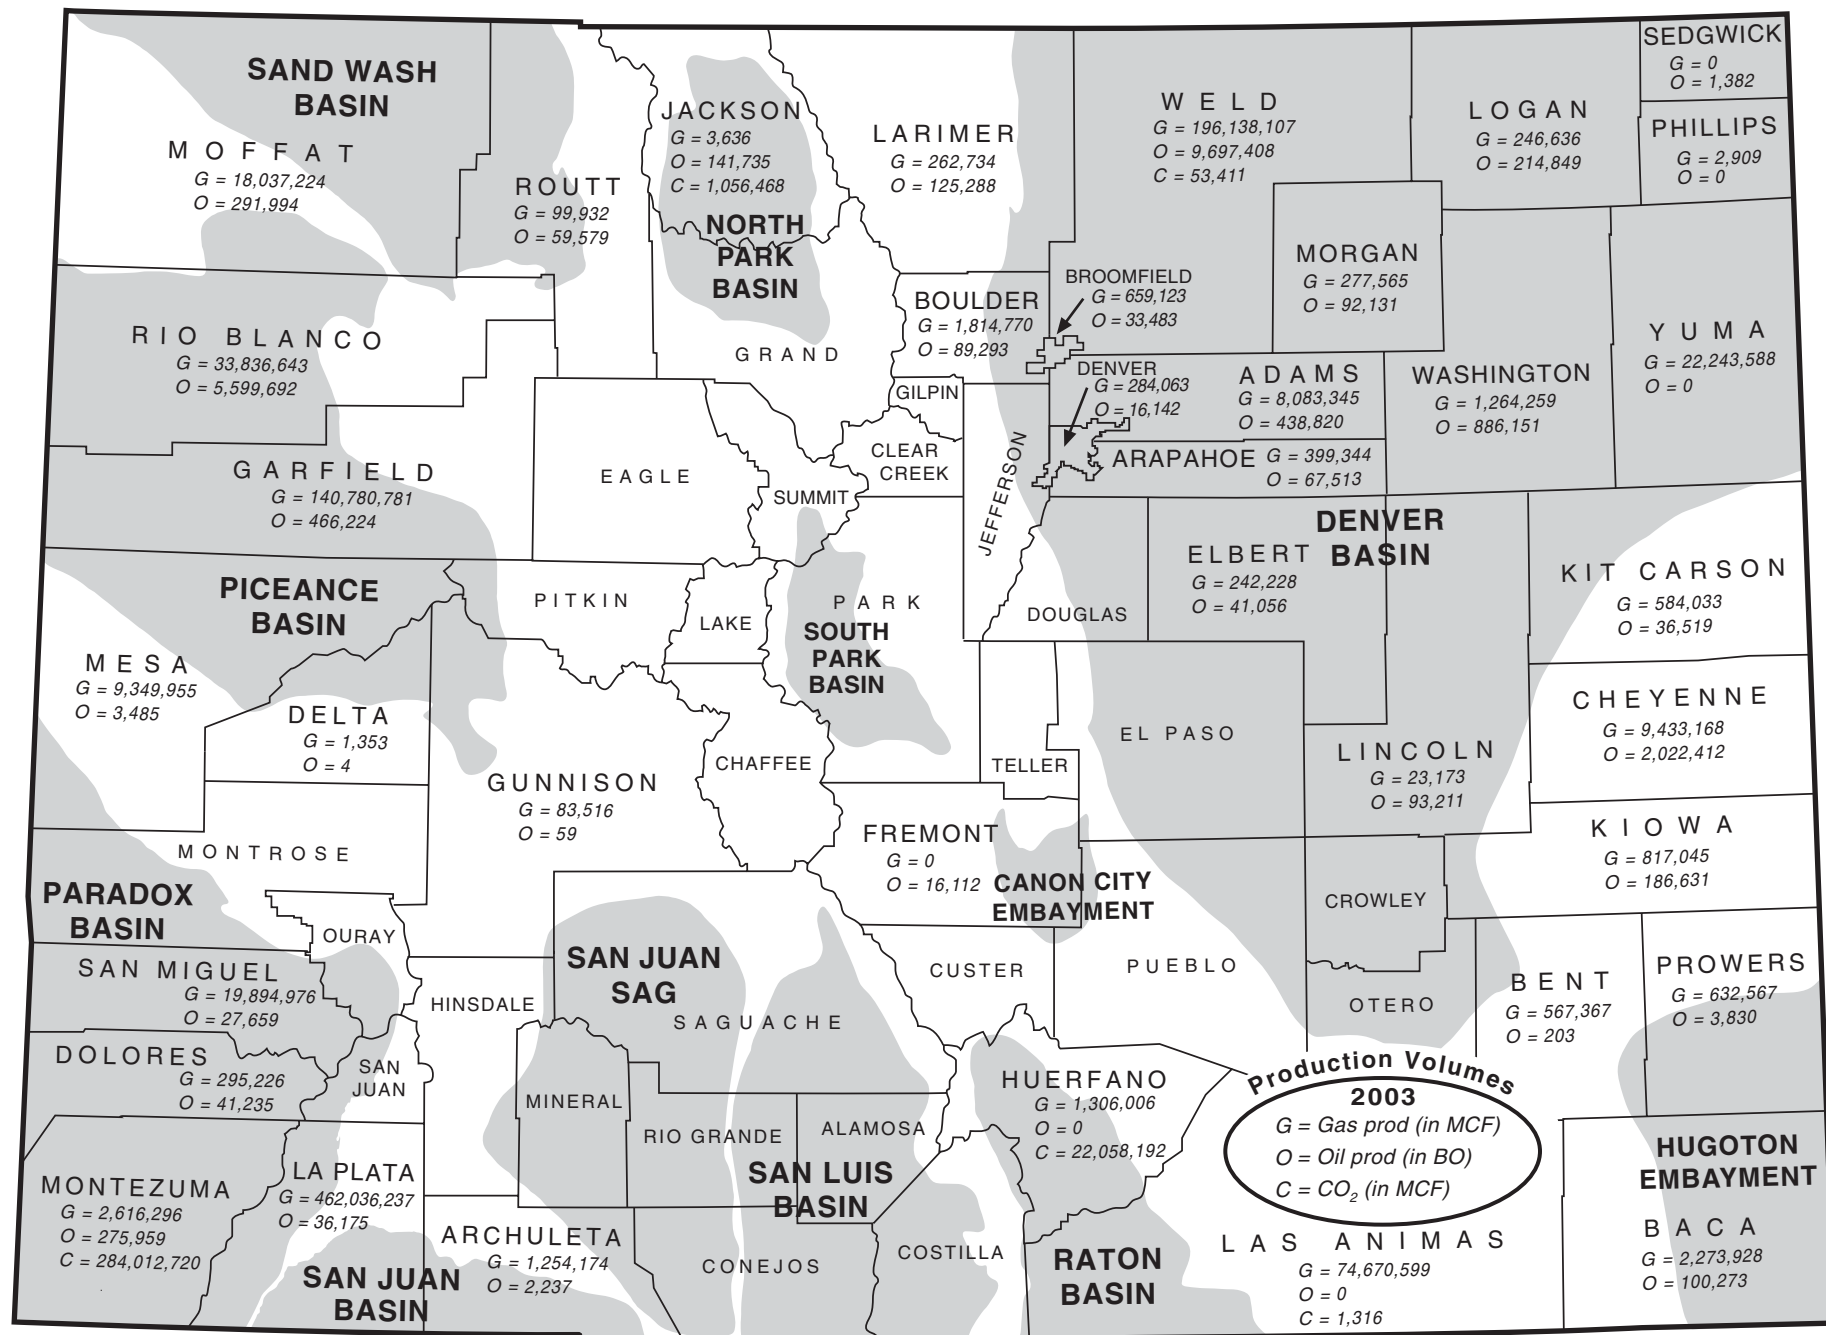 SAND WASH
BASIN
MOFFAT
G = 18,037,224
O = 291,994
ROUTT
G = 99,932
O = 59,579
JACKSON
G = 3,636
O = 141,735
C = 1,056,468
NORTH
PARK
BASIN
LARIMER
G = 262,734
O = 125,288
WELD
G = 196,138,107
O = 9,697,408
C = 53,411
LOGAN
G = 246,636
O = 214,849
SEDGWICK
G = 0
O = 1,382
PHILLIPS
G = 2,909
O = 0
RIO BLANCO
G = 33,836,643
O = 5,599,692
GRAND
BOULDER
G = 1,814,770
O = 89,293
BROOMFIELD
G = 659,123
O = 33,483
MORGAN
G = 277,565
O = 92,131
YUMA
G = 22,243,588
O = 0
GILPIN
DENVER
G = 284,063
O = 16,142
ADAMS
G = 8,083,345
O = 438,820
WASHINGTON
G = 1,264,259
O = 886,151
GARFIELD
G = 140,780,781
O = 466,224
EAGLE
SUMMIT
CLEAR
CREEK
JEFFERSON
ARAPAHOE
G = 399,344
O = 67,513
DENVER
BASIN
PICEANCE
BASIN
PITKIN
LAKE
PARK
SOUTH
PARK
BASIN
DOUGLAS
ELBERT
G = 242,228
O = 41,056
KIT CARSON
G = 584,033
O = 36,519
MESA
G = 9,349,955
O = 3,485
DELTA
G = 1,353
O = 4
GUNNISON
G = 83,516
O = 59
CHAFFEE
TELLER
EL PASO
LINCOLN
G = 23,173
O = 93,211
CHEYENNE
G = 9,433,168
O = 2,022,412
MONTROSE
FREMONT
G = 0
O = 16,112
CANON CITY
EMBAYMENT
KIOWA
G = 817,045
O = 186,631
CROWLEY
PARADOX
BASIN
OURAY
SAN MIGUEL
G = 19,894,976
O = 27,659
HINSDALE
SAN JUAN
SAG
SAGUACHE
CUSTER
PUEBLO
OTERO
BENT
G = 567,367
O = 203
PROWERS
G = 632,567
O = 3,830
DOLORES
G = 295,226
O = 41,235
SAN
JUAN
MINERAL
RIO GRANDE
ALAMOSA
HUERFANO
G = 1,306,006
O = 0
C = 22,058,192
Production Volumes
2003
G = Gas prod (in MCF)
O = Oil prod (in BO)
C = CO2 (in MCF)
HUGOTON
EMBAYMENT
MONTEZUMA
G = 2,616,296
O = 275,959
C = 284,012,720
LA PLATA
G = 462,036,237
O = 36,175
SAN JUAN
BASIN
ARCHULETA
G = 1,254,174
O = 2,237
SAN LUIS
BASIN
CONEJOS
COSTILLA
RATON
BASIN
LAS ANIMAS
G = 74,670,599
O = 0
C = 1,316
BACA
G = 2,273,928
O = 100,273